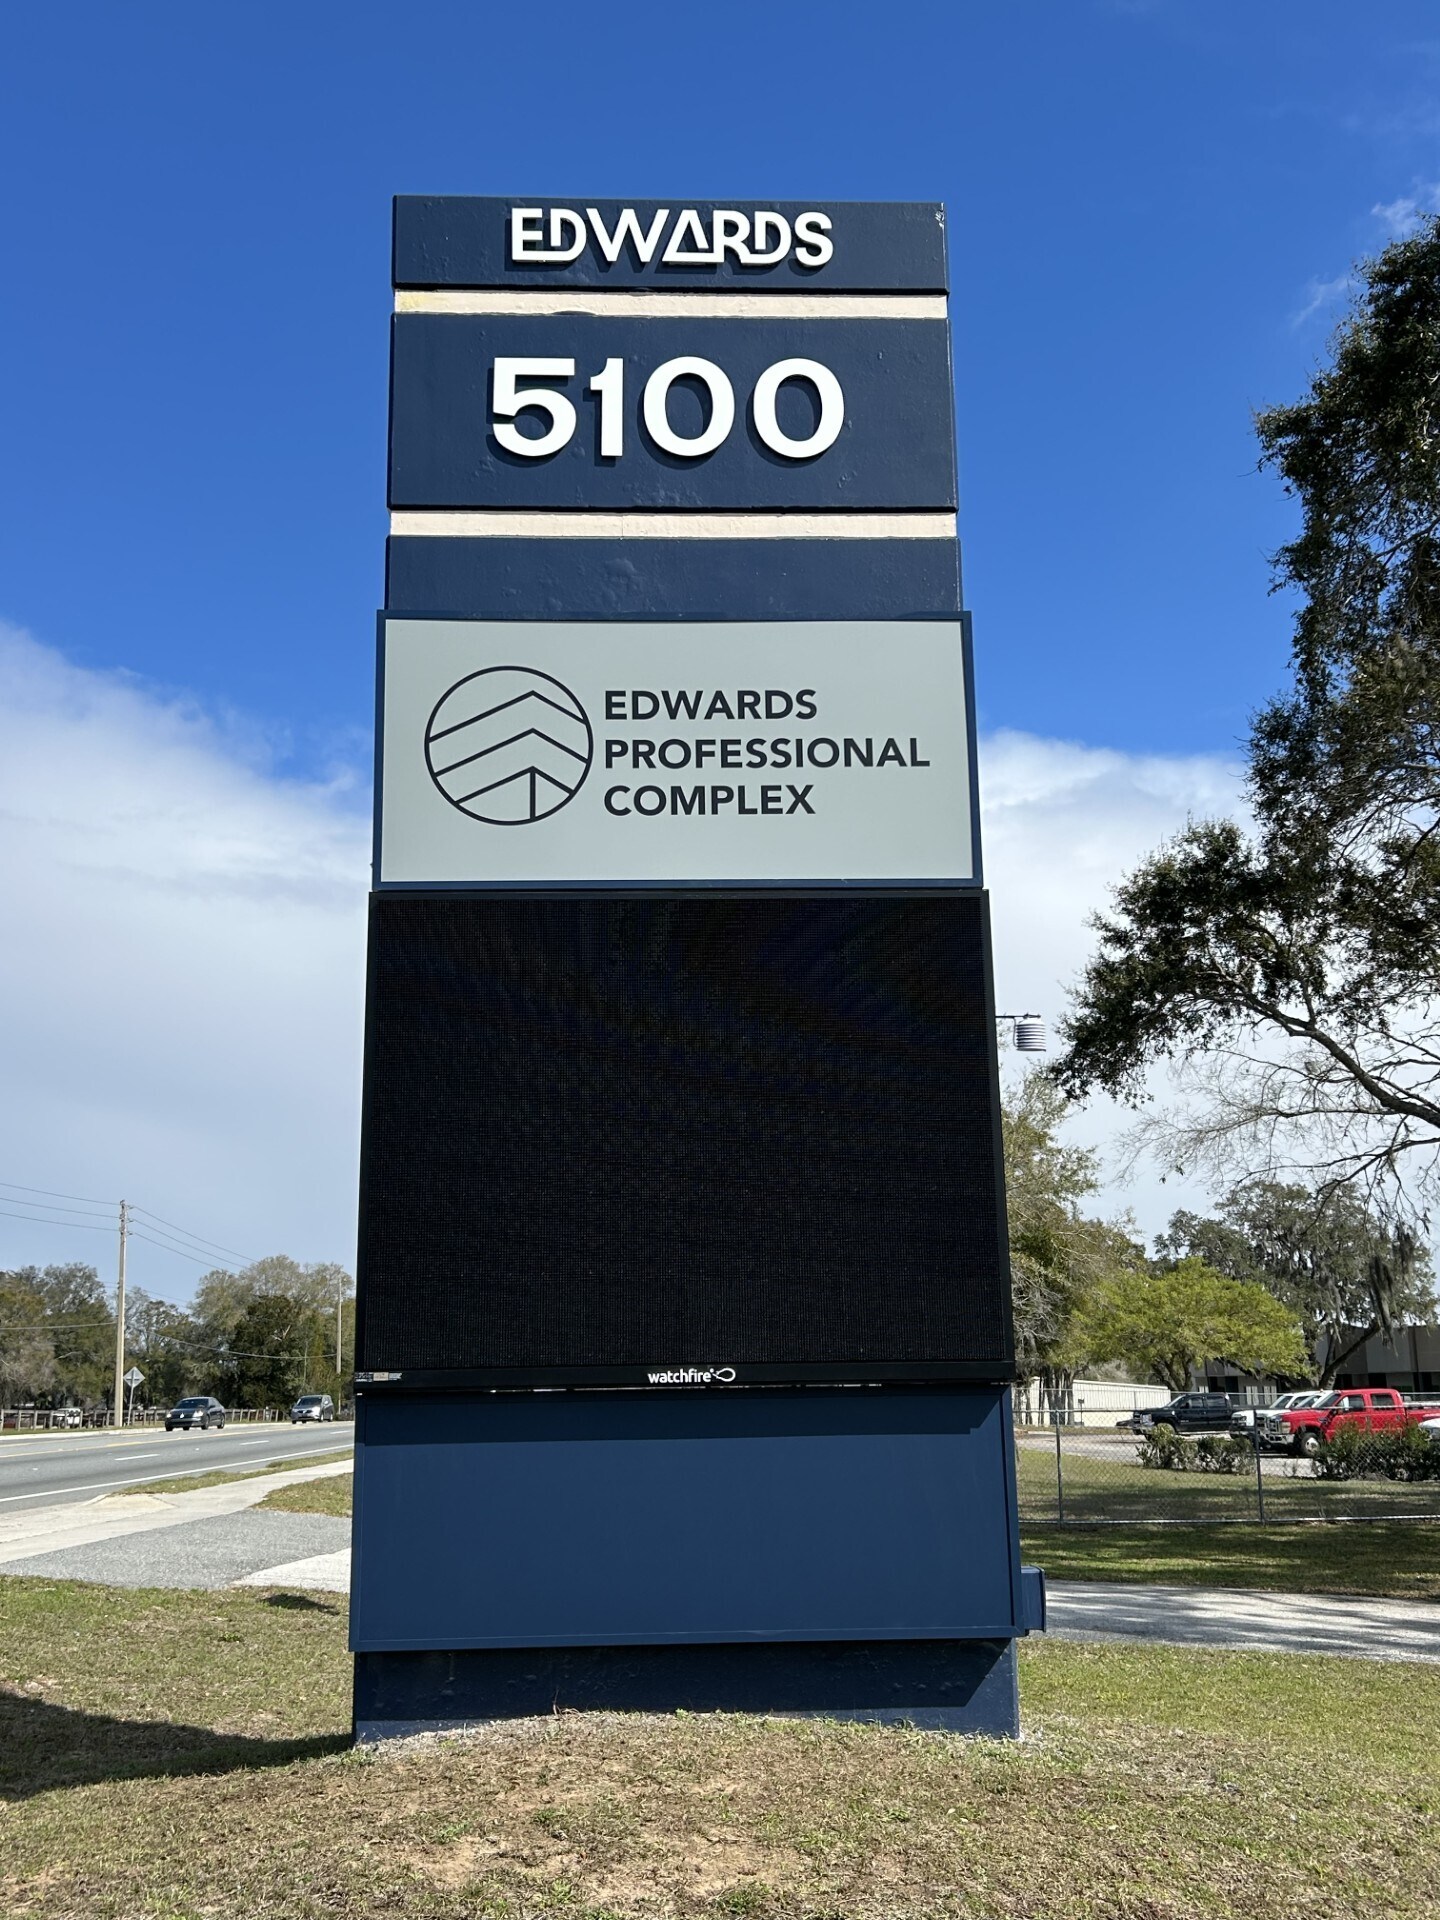 EDWARDS
5100
EDWARDS
PROFESSIONAL
COMPLEX
watchfire